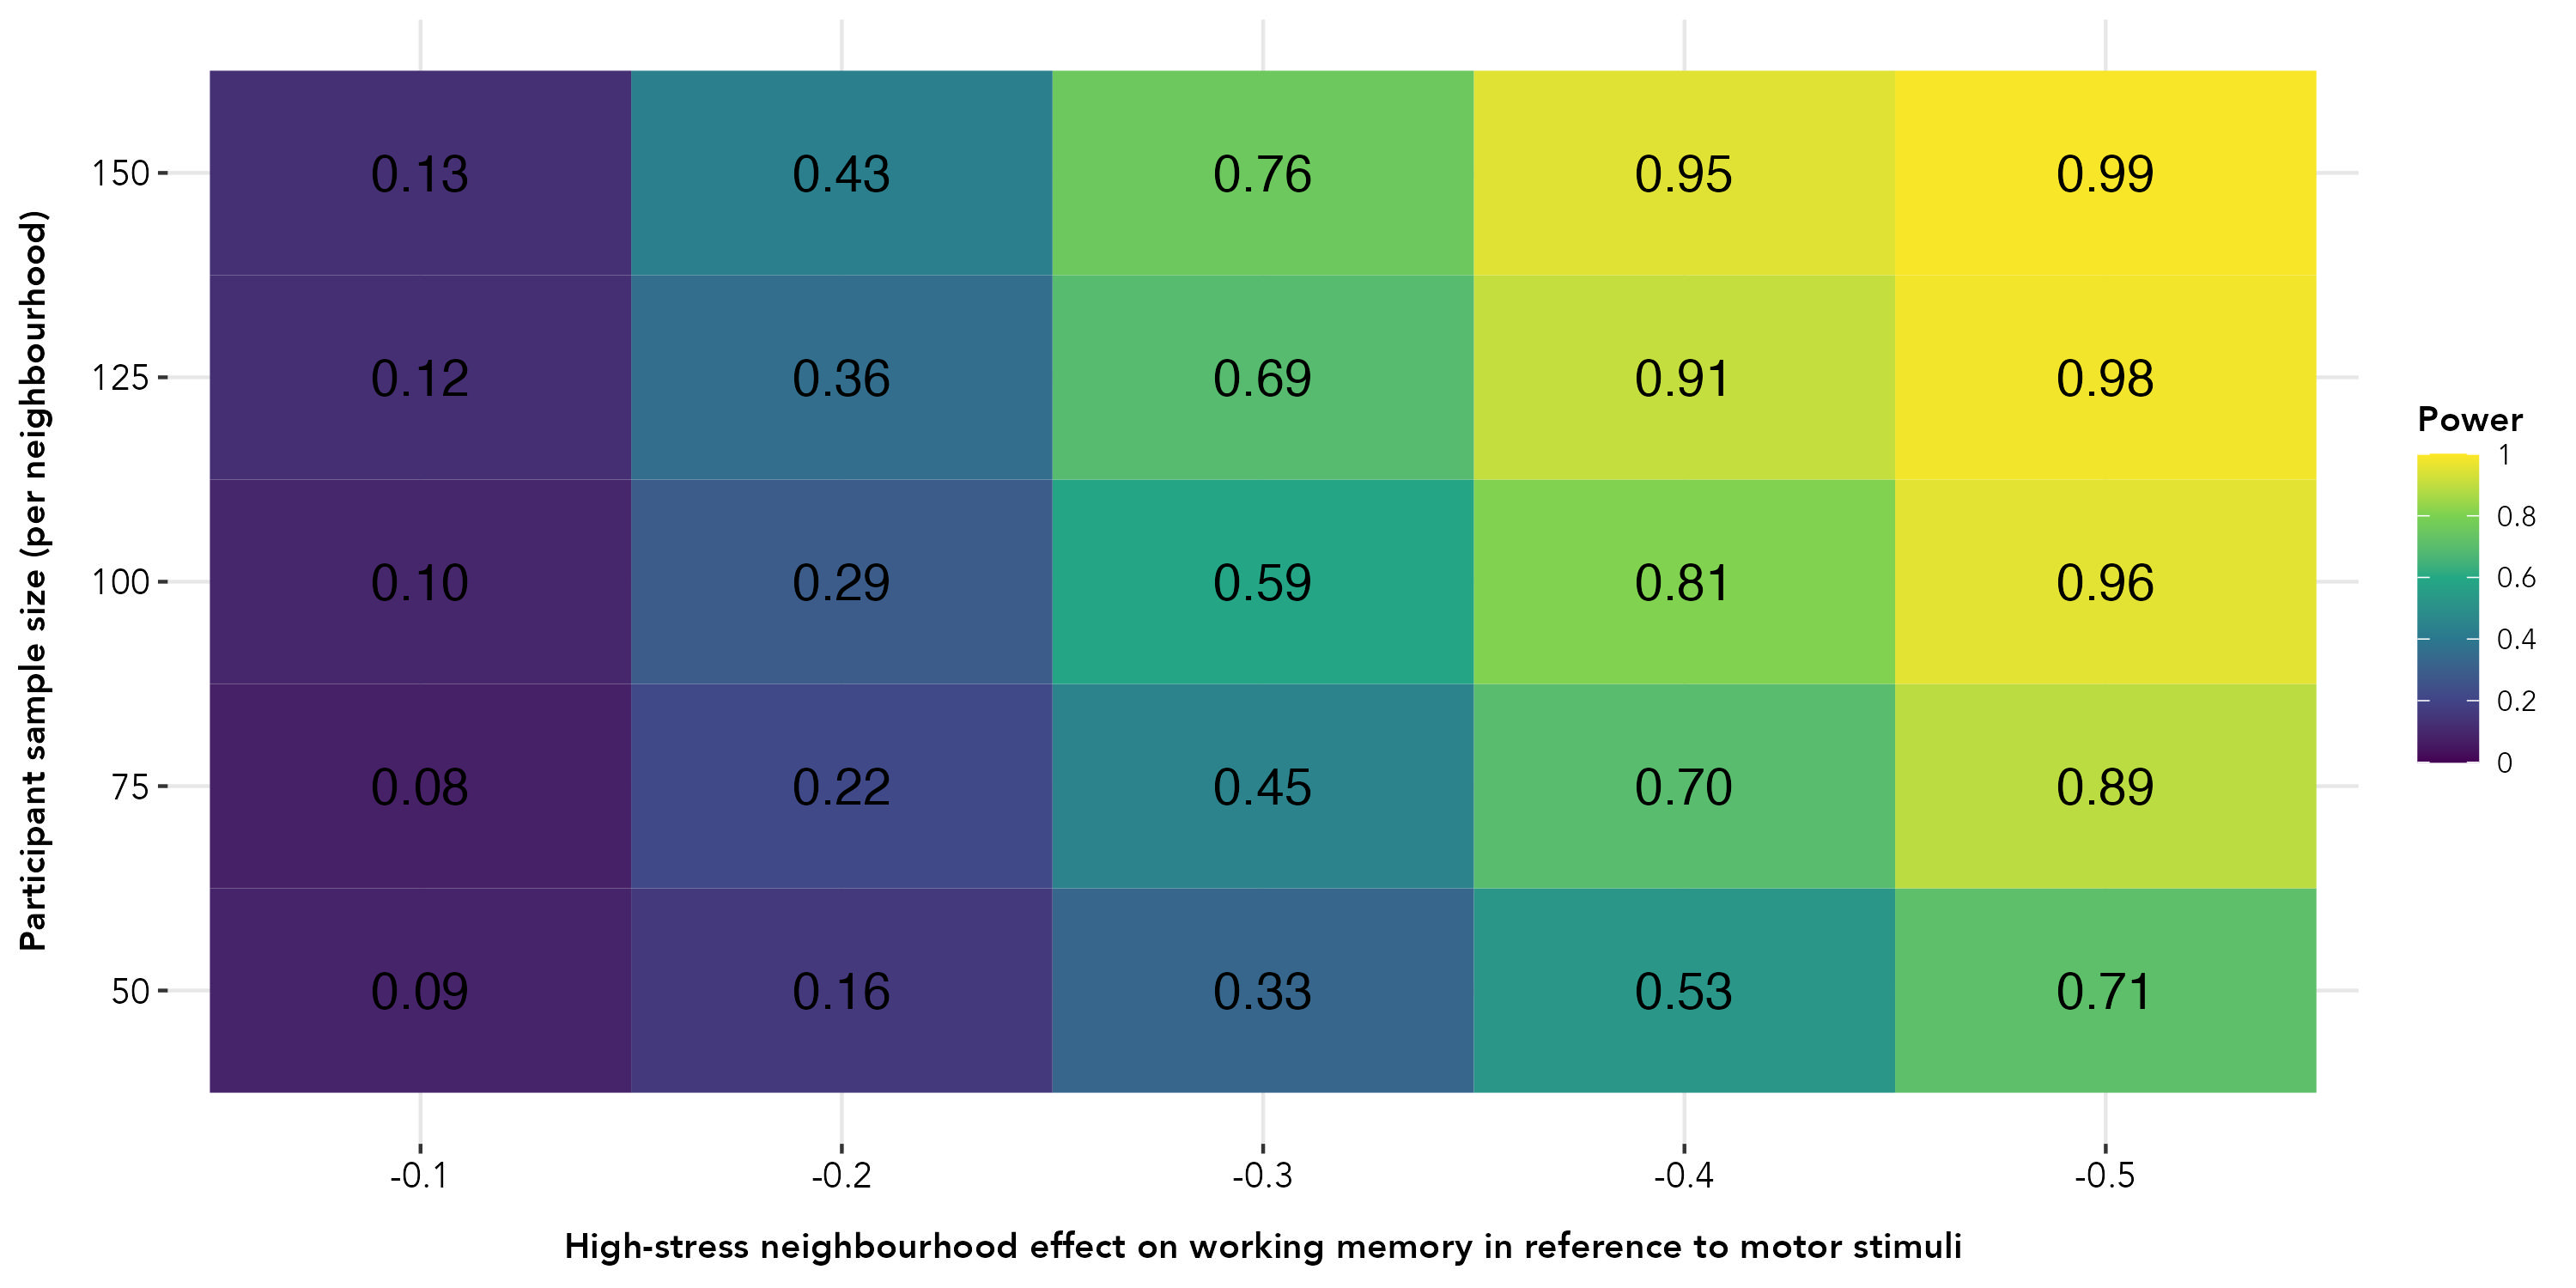 Participant sample size (per neighbourhood)
150 0.13 0.43 0.76 0.95 0.99
125 0.12 0.36 0.69 0.91 0.98
100 0.10 0.29 0.59 0.81 0.96
75 0.08 0.22 0.45 0.70 0.89
50 0.09 0.16 0.33 0.53 0.71
-0.1 -0.2 -0.3 -0.4 -0.5
High-stress neighbourhood effect on working memory in reference to motor stimuli
Power
1
0.8
0.6
0.4
0.2
0